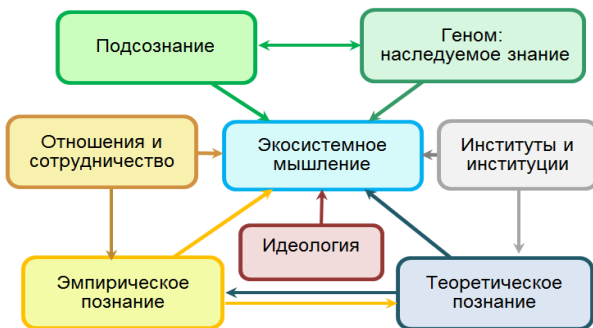 Подсознание
Геном:
наследуемое знание
Отношения и
сотрудничество
Экосистемное
мышление
Институты и
институции
Идеология
Эмпирическое
познание
Теоретическое
познание